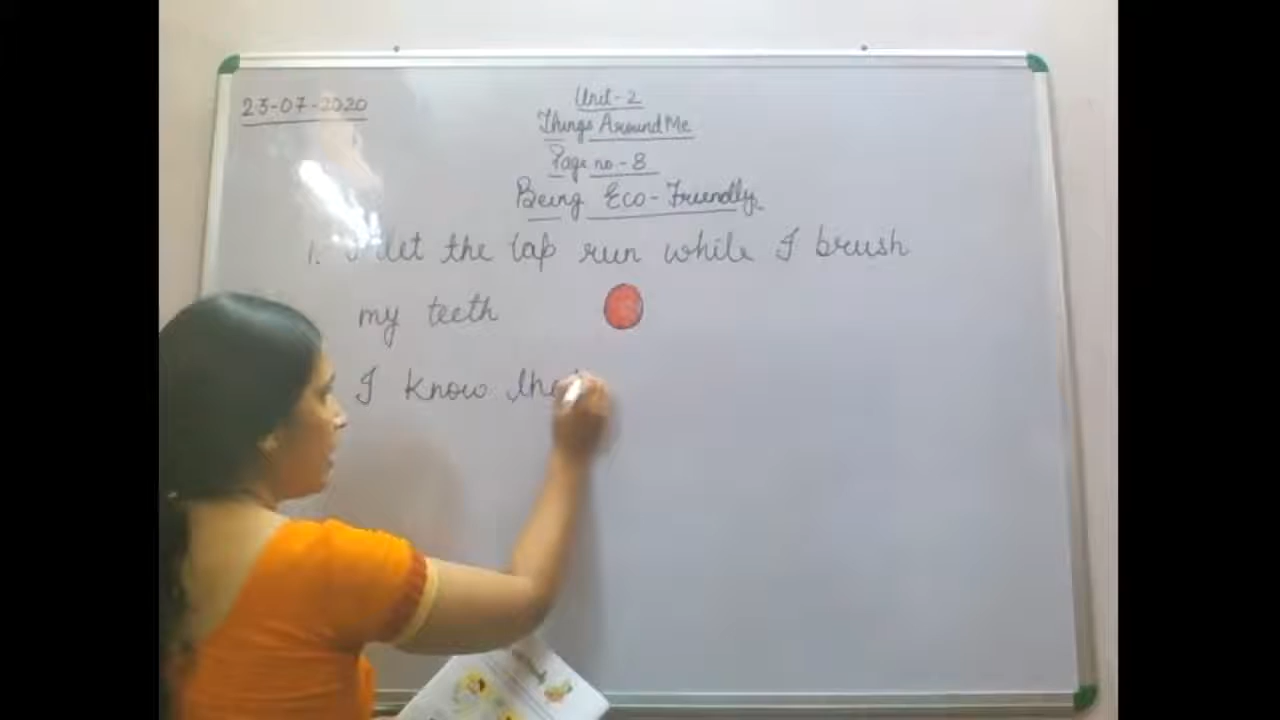 23-07-2020
Unit-2
Things Around Me
Page no.-8
Being Eco-Friendly
1. I let the tap run while I brush
my teeth
I know that